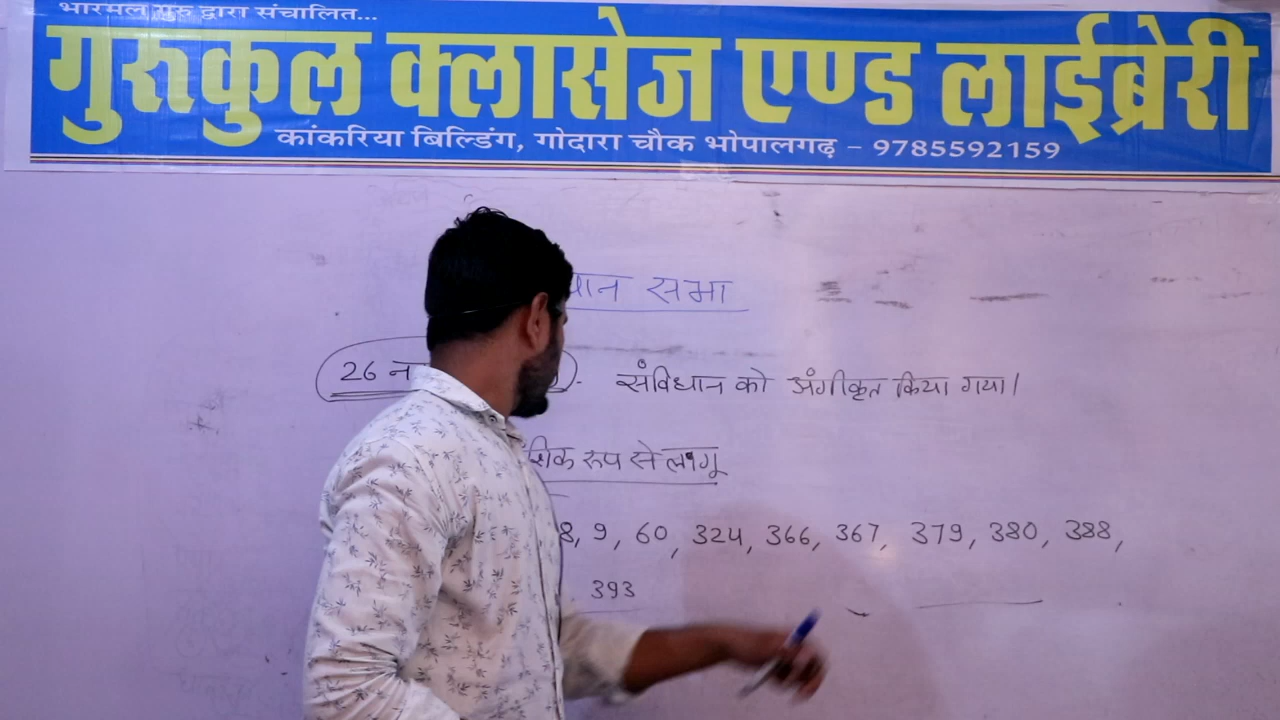 भारमल गुरु द्वारा संचालित...
गुरुकुल क्लासेज एण्ड लाईब्रेरी
कांकरिया बिल्डिंग, गोदारा चौक भोपालगढ़ - 9785592159
सभा
26 संविधान को अंगीकृत किया गया।
रूप से लागू
8, 9, 60, 324, 366, 367, 379, 380, 388,
393